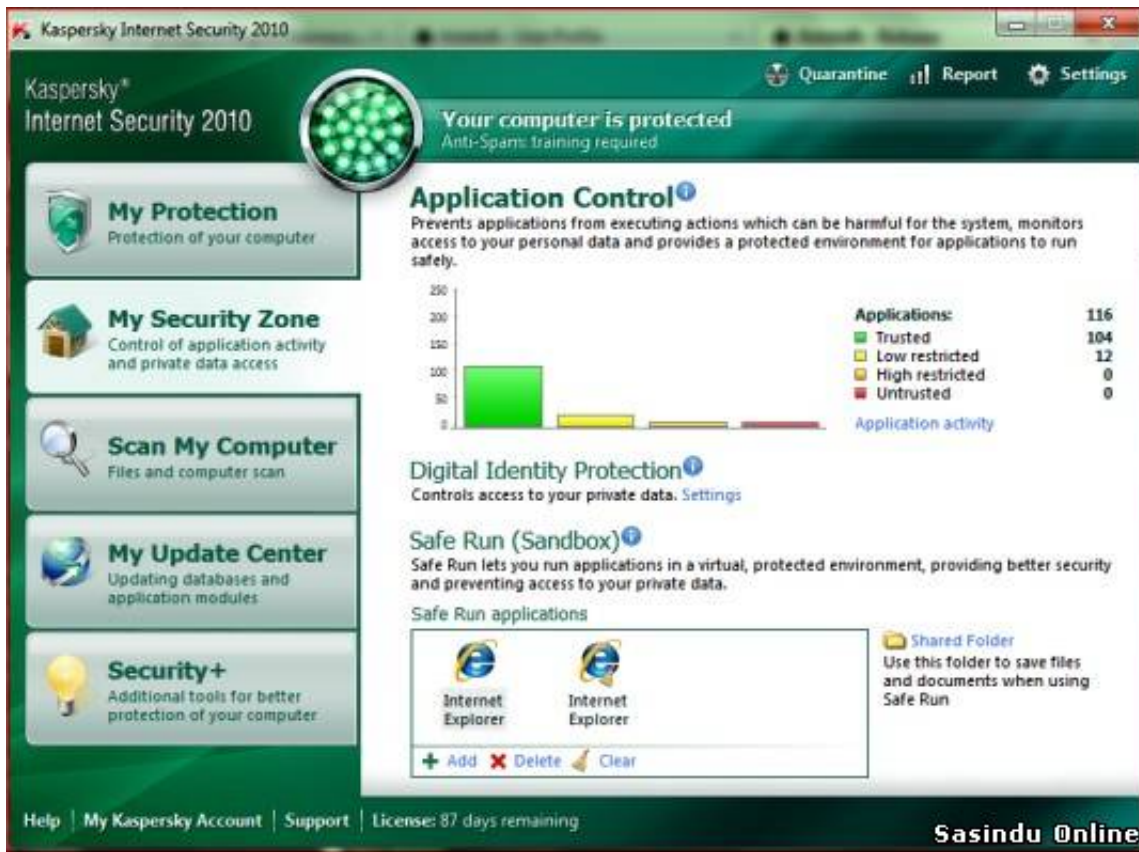 Kaspersky Internet Security 2010
Kaspersky®
Internet Security 2010
Quarantine Report Settings
Your computer is protected
Anti-Spam: training required
My Protection
Protection of your computer
My Security Zone
Control of application activity
and private data access
Scan My Computer
Files and computer scan
My Update Center
Updating databases and
application modules
Security+
Additional tools for better
protection of your computer
Application Control
Prevents applications from executing actions which can be harmful for the system, monitors
access to your personal data and provides a protected environment for applications to run
safely.
250
200
150
100
50
0
Applications: 116
Trusted 104
Low restricted 12
High restricted 0
Untrusted 0
Application activity
Digital Identity Protection
Controls access to your private data. Settings
Safe Run (Sandbox)
Safe Run lets you run applications in a virtual, protected environment, providing better security
and preventing access to your private data.
Safe Run applications
Internet
Explorer
Internet
Explorer
Add Delete Clear
Shared Folder
Use this folder to save files
and documents when using
Safe Run
Help | My Kaspersky Account | Support | License: 87 days remaining
Sasindu Online